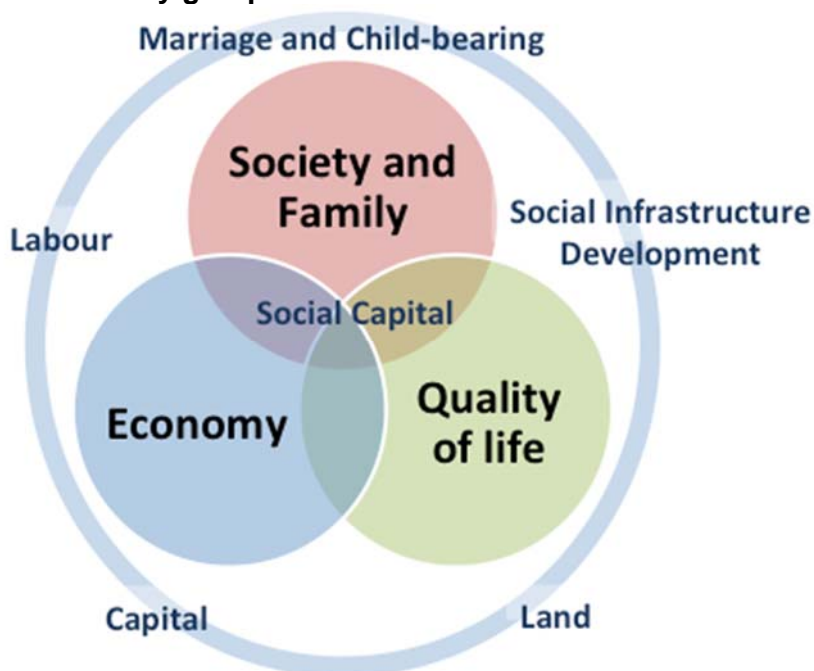 Marriage and Child-bearing
Society and
Family
Labour
Social Infrastructure
Development
Social Capital
Economy
Quality
of life
Capital
Land